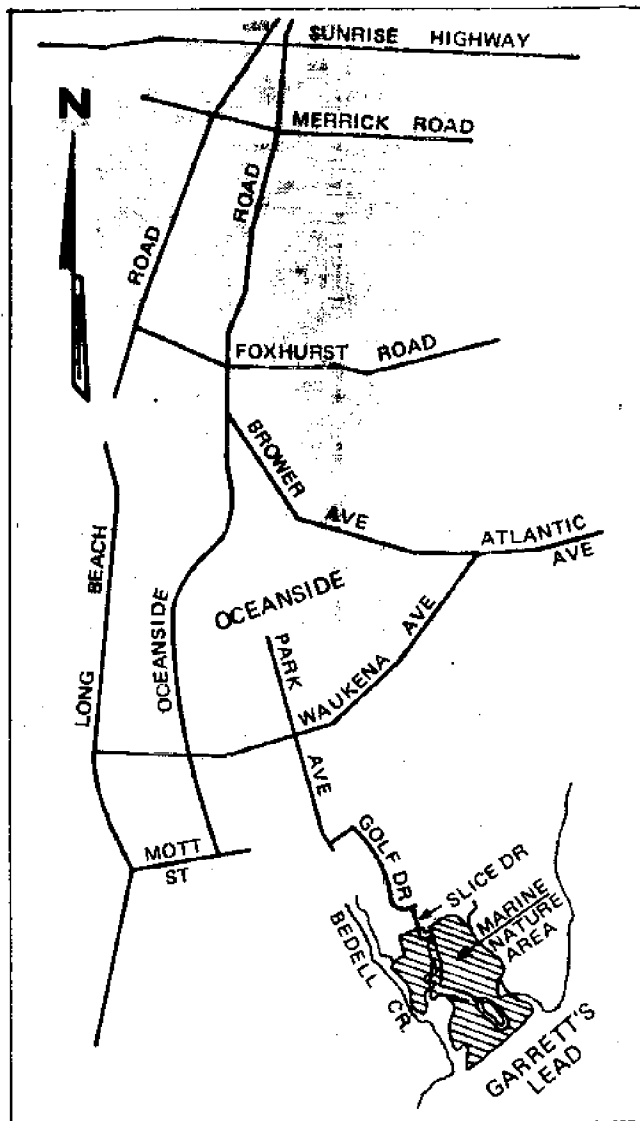 SUNRISE HIGHWAY
N
MERRICK ROAD
ROAD
ROAD
FOXHURST ROAD
BROWER
AVE
ATLANTIC
AVE
LONG BEACH
OCEANSIDE
OCEANSIDE
PARK
AVE
WAUKENA AVE
MOTT
ST
GOLF DR
SLICE DR
MARINE
NATURE
AREA
BEDELL CR.
GARRETT'S
LEAD